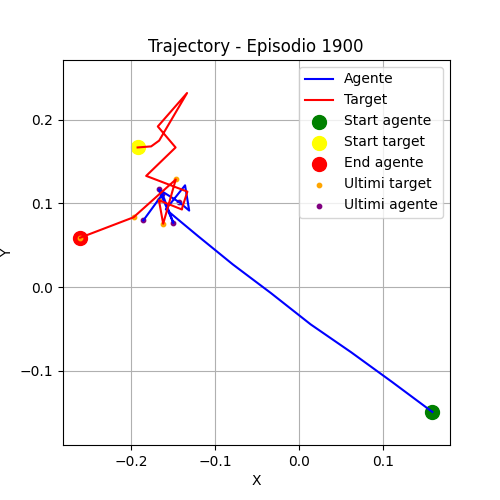 Trajectory - Episodio 1900
Agente
Target
Start agente
Start target
End agente
Ultimi target
Ultimi agente
Y
0.2
0.1
0.0
−0.1
−0.2
−0.1
0.0
0.1
X